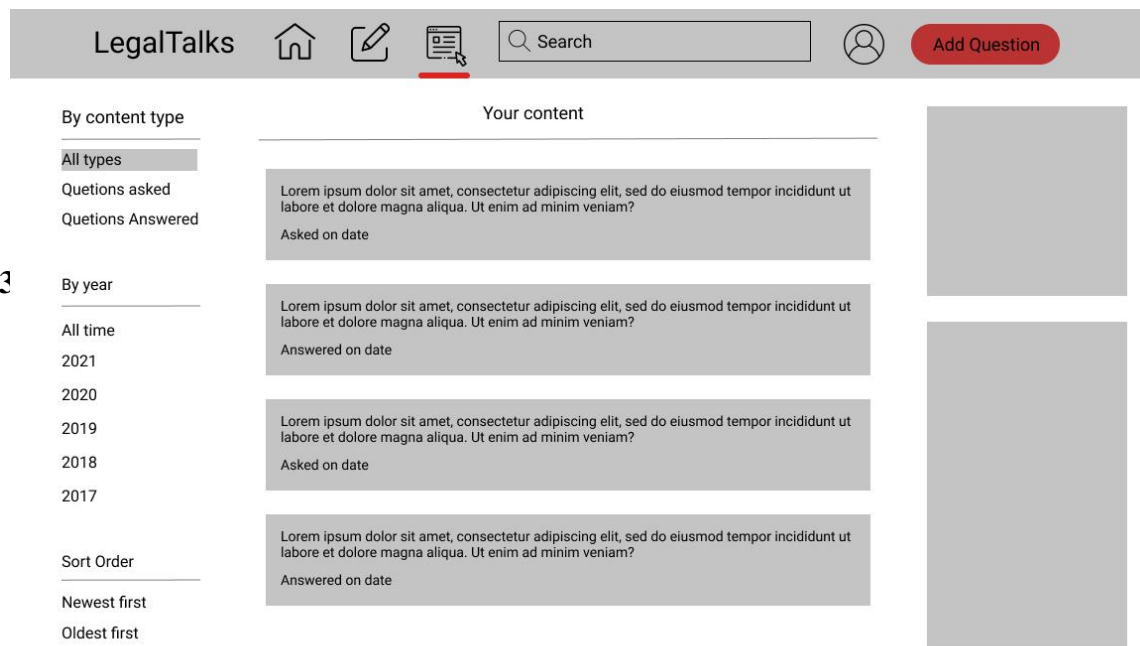 LegalTalks
Search
Add Question
By content type
All types
Quetions asked
Quetions Answered
3
By year
All time
2021
2020
2019
2018
2017
Sort Order
Newest first
Oldest first
Your content
Lorem ipsum dolor sit amet, consectetur adipiscing elit, sed do eiusmod tempor incididunt ut
labore et dolore magna aliqua. Ut enim ad minim veniam?
Asked on date
Lorem ipsum dolor sit amet, consectetur adipiscing elit, sed do eiusmod tempor incididunt ut
labore et dolore magna aliqua. Ut enim ad minim veniam?
Answered on date
Lorem ipsum dolor sit amet, consectetur adipiscing elit, sed do eiusmod tempor incididunt ut
labore et dolore magna aliqua. Ut enim ad minim veniam?
Asked on date
Lorem ipsum dolor sit amet, consectetur adipiscing elit, sed do eiusmod tempor incididunt ut
labore et dolore magna aliqua. Ut enim ad minim veniam?
Answered on date